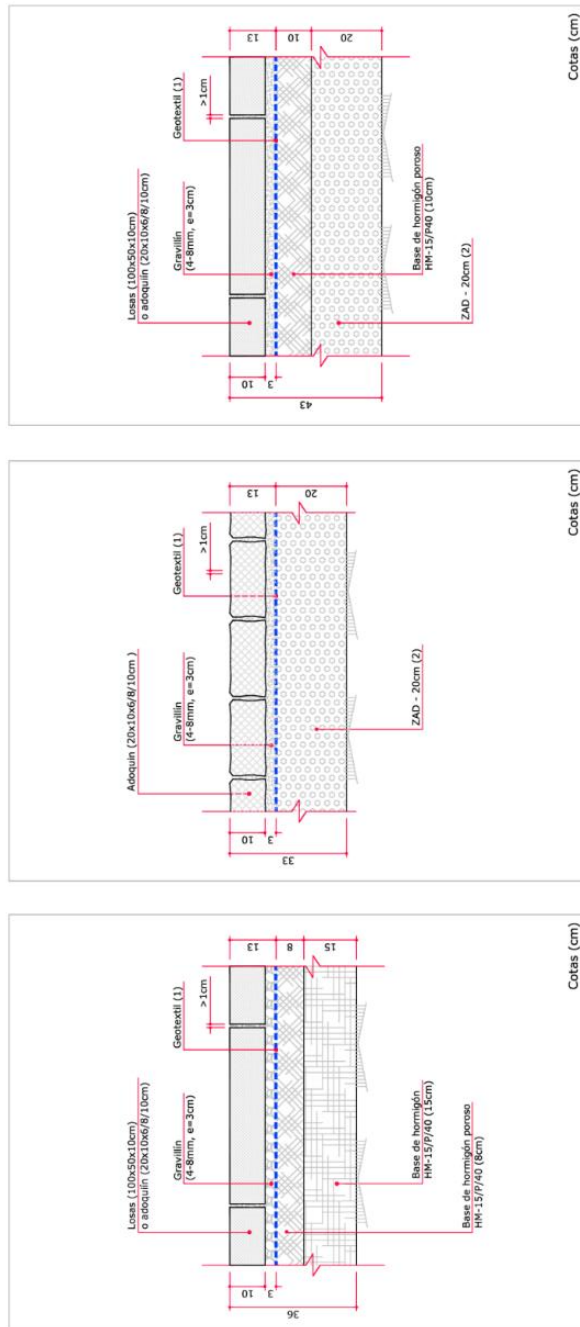 Cotas (cm)
13
10
20
Geotextil (1)
>1cm
Gravillín
(4-8mm, e=3cm)
Losas (100x50x10cm)
o adoquín (20x10x6/8/10cm)
Base de hormigón poroso
HM-15/P40 (10cm)
ZAD - 20cm (2)
10
3
43
Cotas (cm)
13
20
Geotextil (1)
>1cm
Gravillín
(4-8mm, e=3cm)
Adoquín (20x10x6/8/10cm )
ZAD - 20cm (2)
10
3
33
Cotas (cm)
13
8
15
Geotextil (1)
>1cm
Gravillín
(4-8mm, e=3cm)
Losas (100x50x10cm)
o adoquín (20x10x6/8/10cm)
Base de hormigón
HM-15/P/40 (15cm)
Base de hormigón poroso
HM-15/P/40 (8cm)
10
3
36